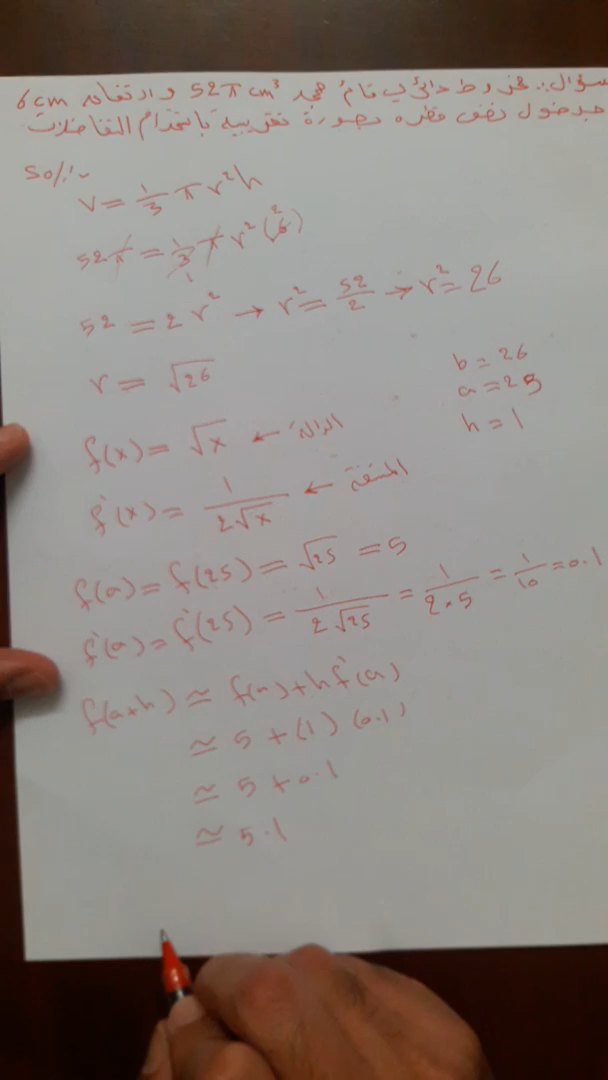 سؤال:. مخروط دائري قائم حجمه 52π cm³ وارتفاعه 6cm
جد طول نصف قطره بصورة تقريبية باستخدام التفاضلات
Sol:-
V = 1/3 π r²h
52π = 1/3 π r² (6) 2
1
52 = 2 r² → r² = 52/2 → r² = 26
r = √26
b = 26
a = 25
h = 1
f(x) = √x ← الدالة
f'(x) = 1/(2√x) ← المشتقة
f(a) = f(25) = √25 = 5
f'(a) = f'(25) = 1/(2√25) = 1/(2·5) = 1/10 = 0.1
f(a+h) ≅ f(a) + h f'(a)
≅ 5 + (1) (0.1)
≅ 5 + 0.1
≅ 5.1